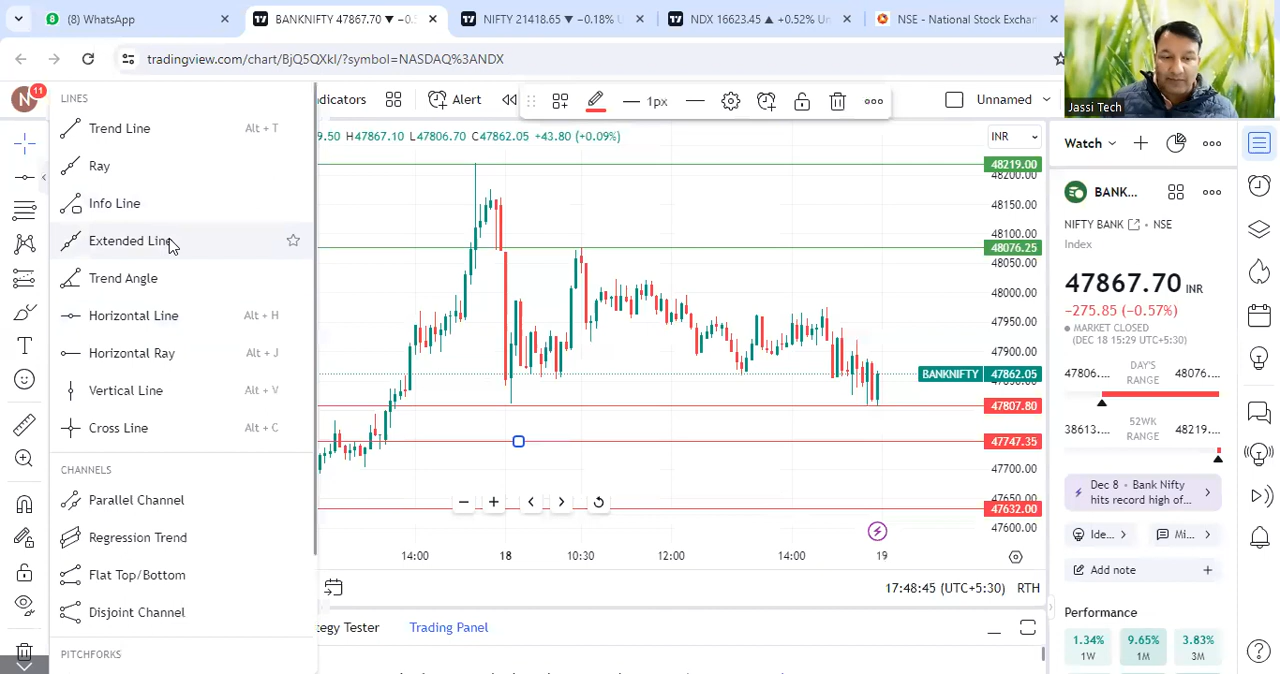 (8) WhatsApp
BANKNIFTY 47867.70 ▼ −0.5
NIFTY 21418.65 ▼ −0.18% U
NDX 16623.45 ▲ +0.52% Un
NSE - National Stock Exchan
tradingview.com/chart/BjQ5QXkI/?symbol=NASDAQ%3ANDX
N
11
ndicators
Alert
1px
Unnamed
Jassi Tech
LINES
Trend Line Alt + T
Ray
Info Line
Extended Line
Trend Angle
Horizontal Line Alt + H
Horizontal Ray Alt + J
Vertical Line Alt + V
Cross Line Alt + C
CHANNELS
Parallel Channel
Regression Trend
Flat Top/Bottom
Disjoint Channel
PITCHFORKS
9.50 H47867.10 L47806.70 C47862.05 +43.80 (+0.09%)
INR
48219.00
48200.00
48150.00
48100.00
48076.25
48050.00
48000.00
47950.00
47900.00
BANKNIFTY 47862.05
47807.80
47747.35
47700.00
47650.00
47632.00
47600.00
14:00 18 10:30 12:00 14:00 19
17:48:45 (UTC+5:30) RTH
tegy Tester Trading Panel
Watch
BANK...
NIFTY BANK • NSE
Index
47867.70 INR
−275.85 (−0.57%)
MARKET CLOSED
(DEC 18 15:29 UTC+5:30)
47806.... DAY'S RANGE 48076....
38613.... 52WK RANGE 48219....
Dec 8 • Bank Nifty
hits record high of...
Ide... Mi...
Add note
Performance
1.34% 9.65% 3.83%
1W 1M 3M